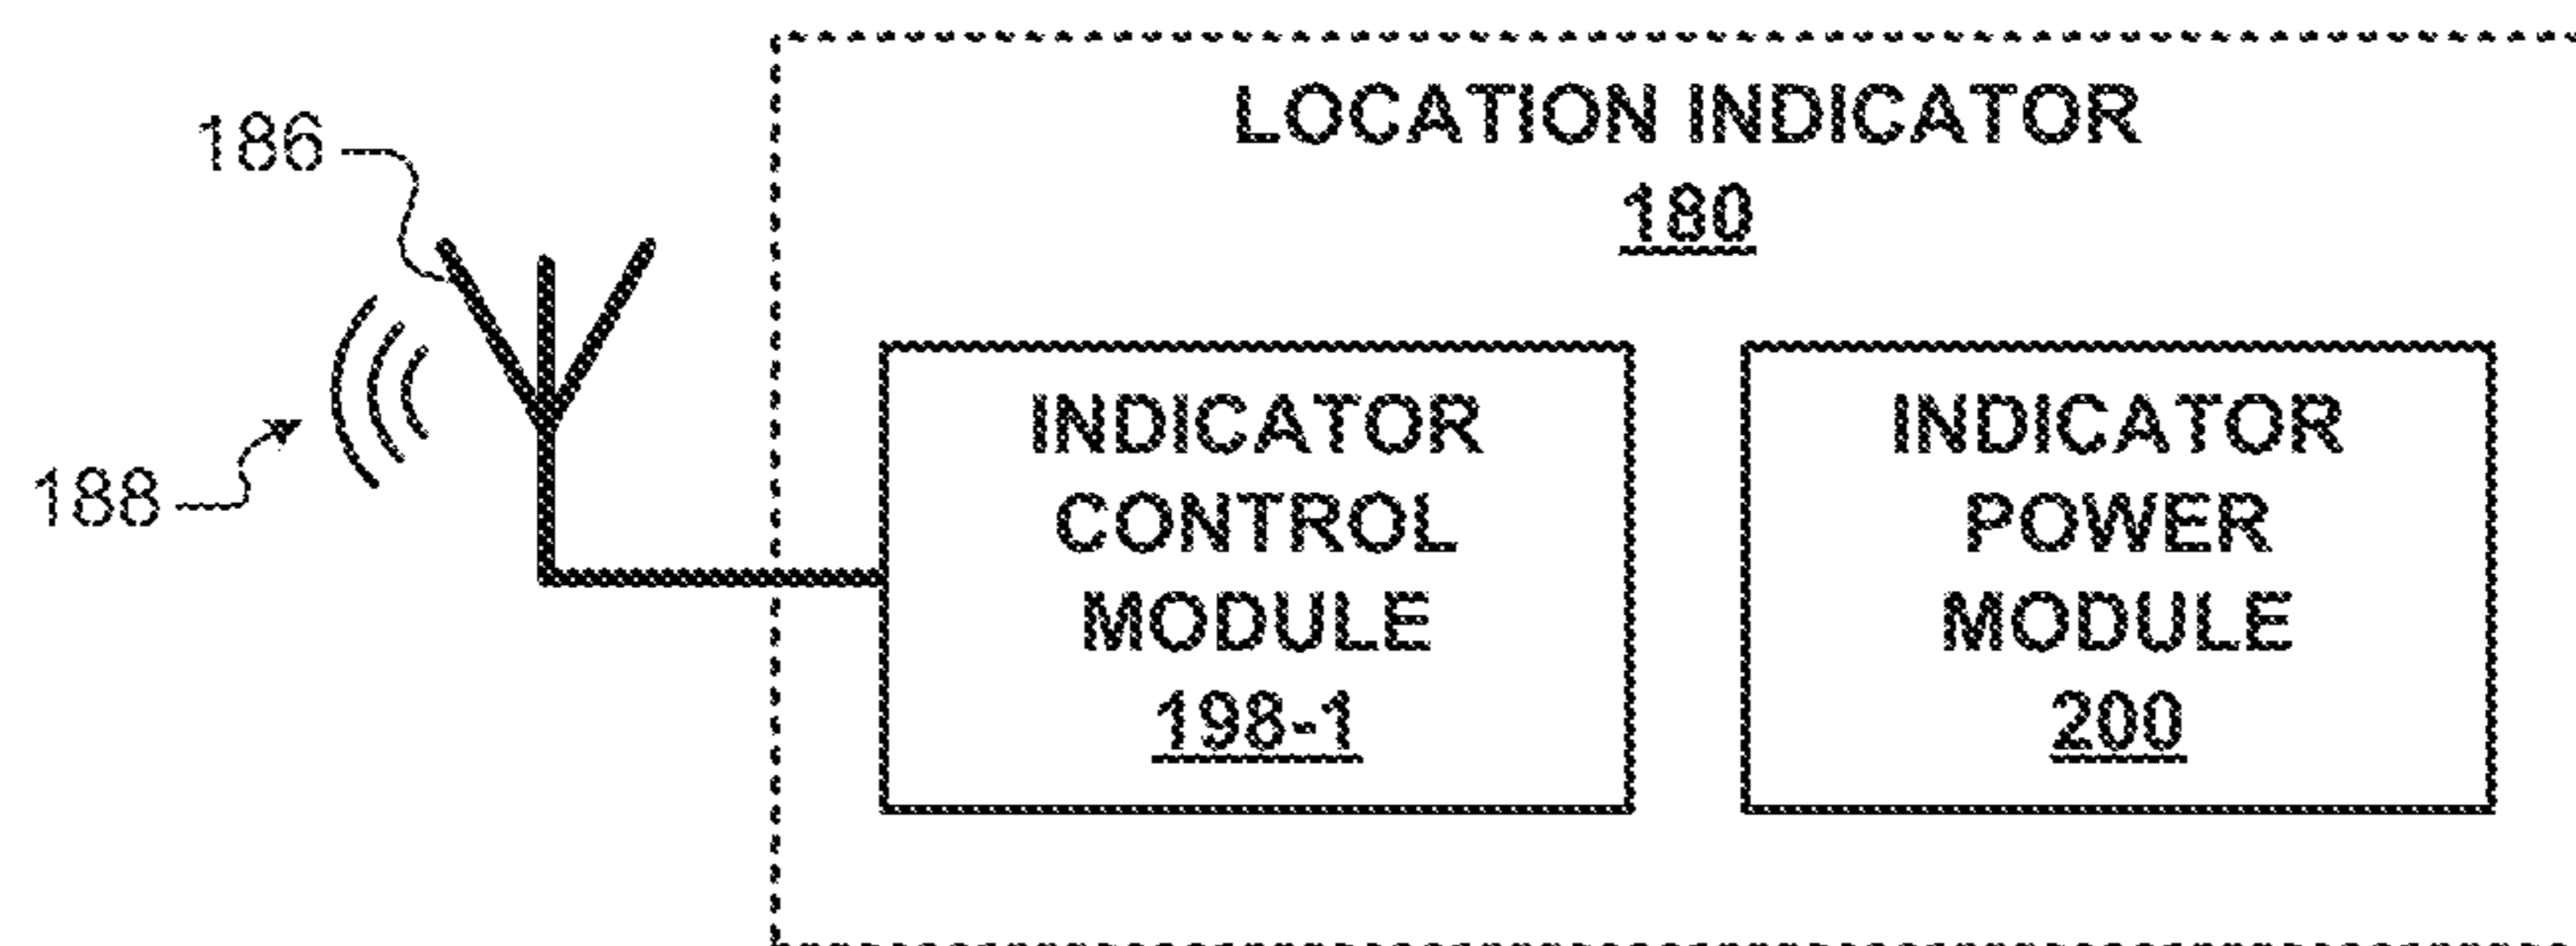 LOCATION INDICATOR
180
186
188
INDICATOR
CONTROL
MODULE
198-1
INDICATOR
POWER
MODULE
200